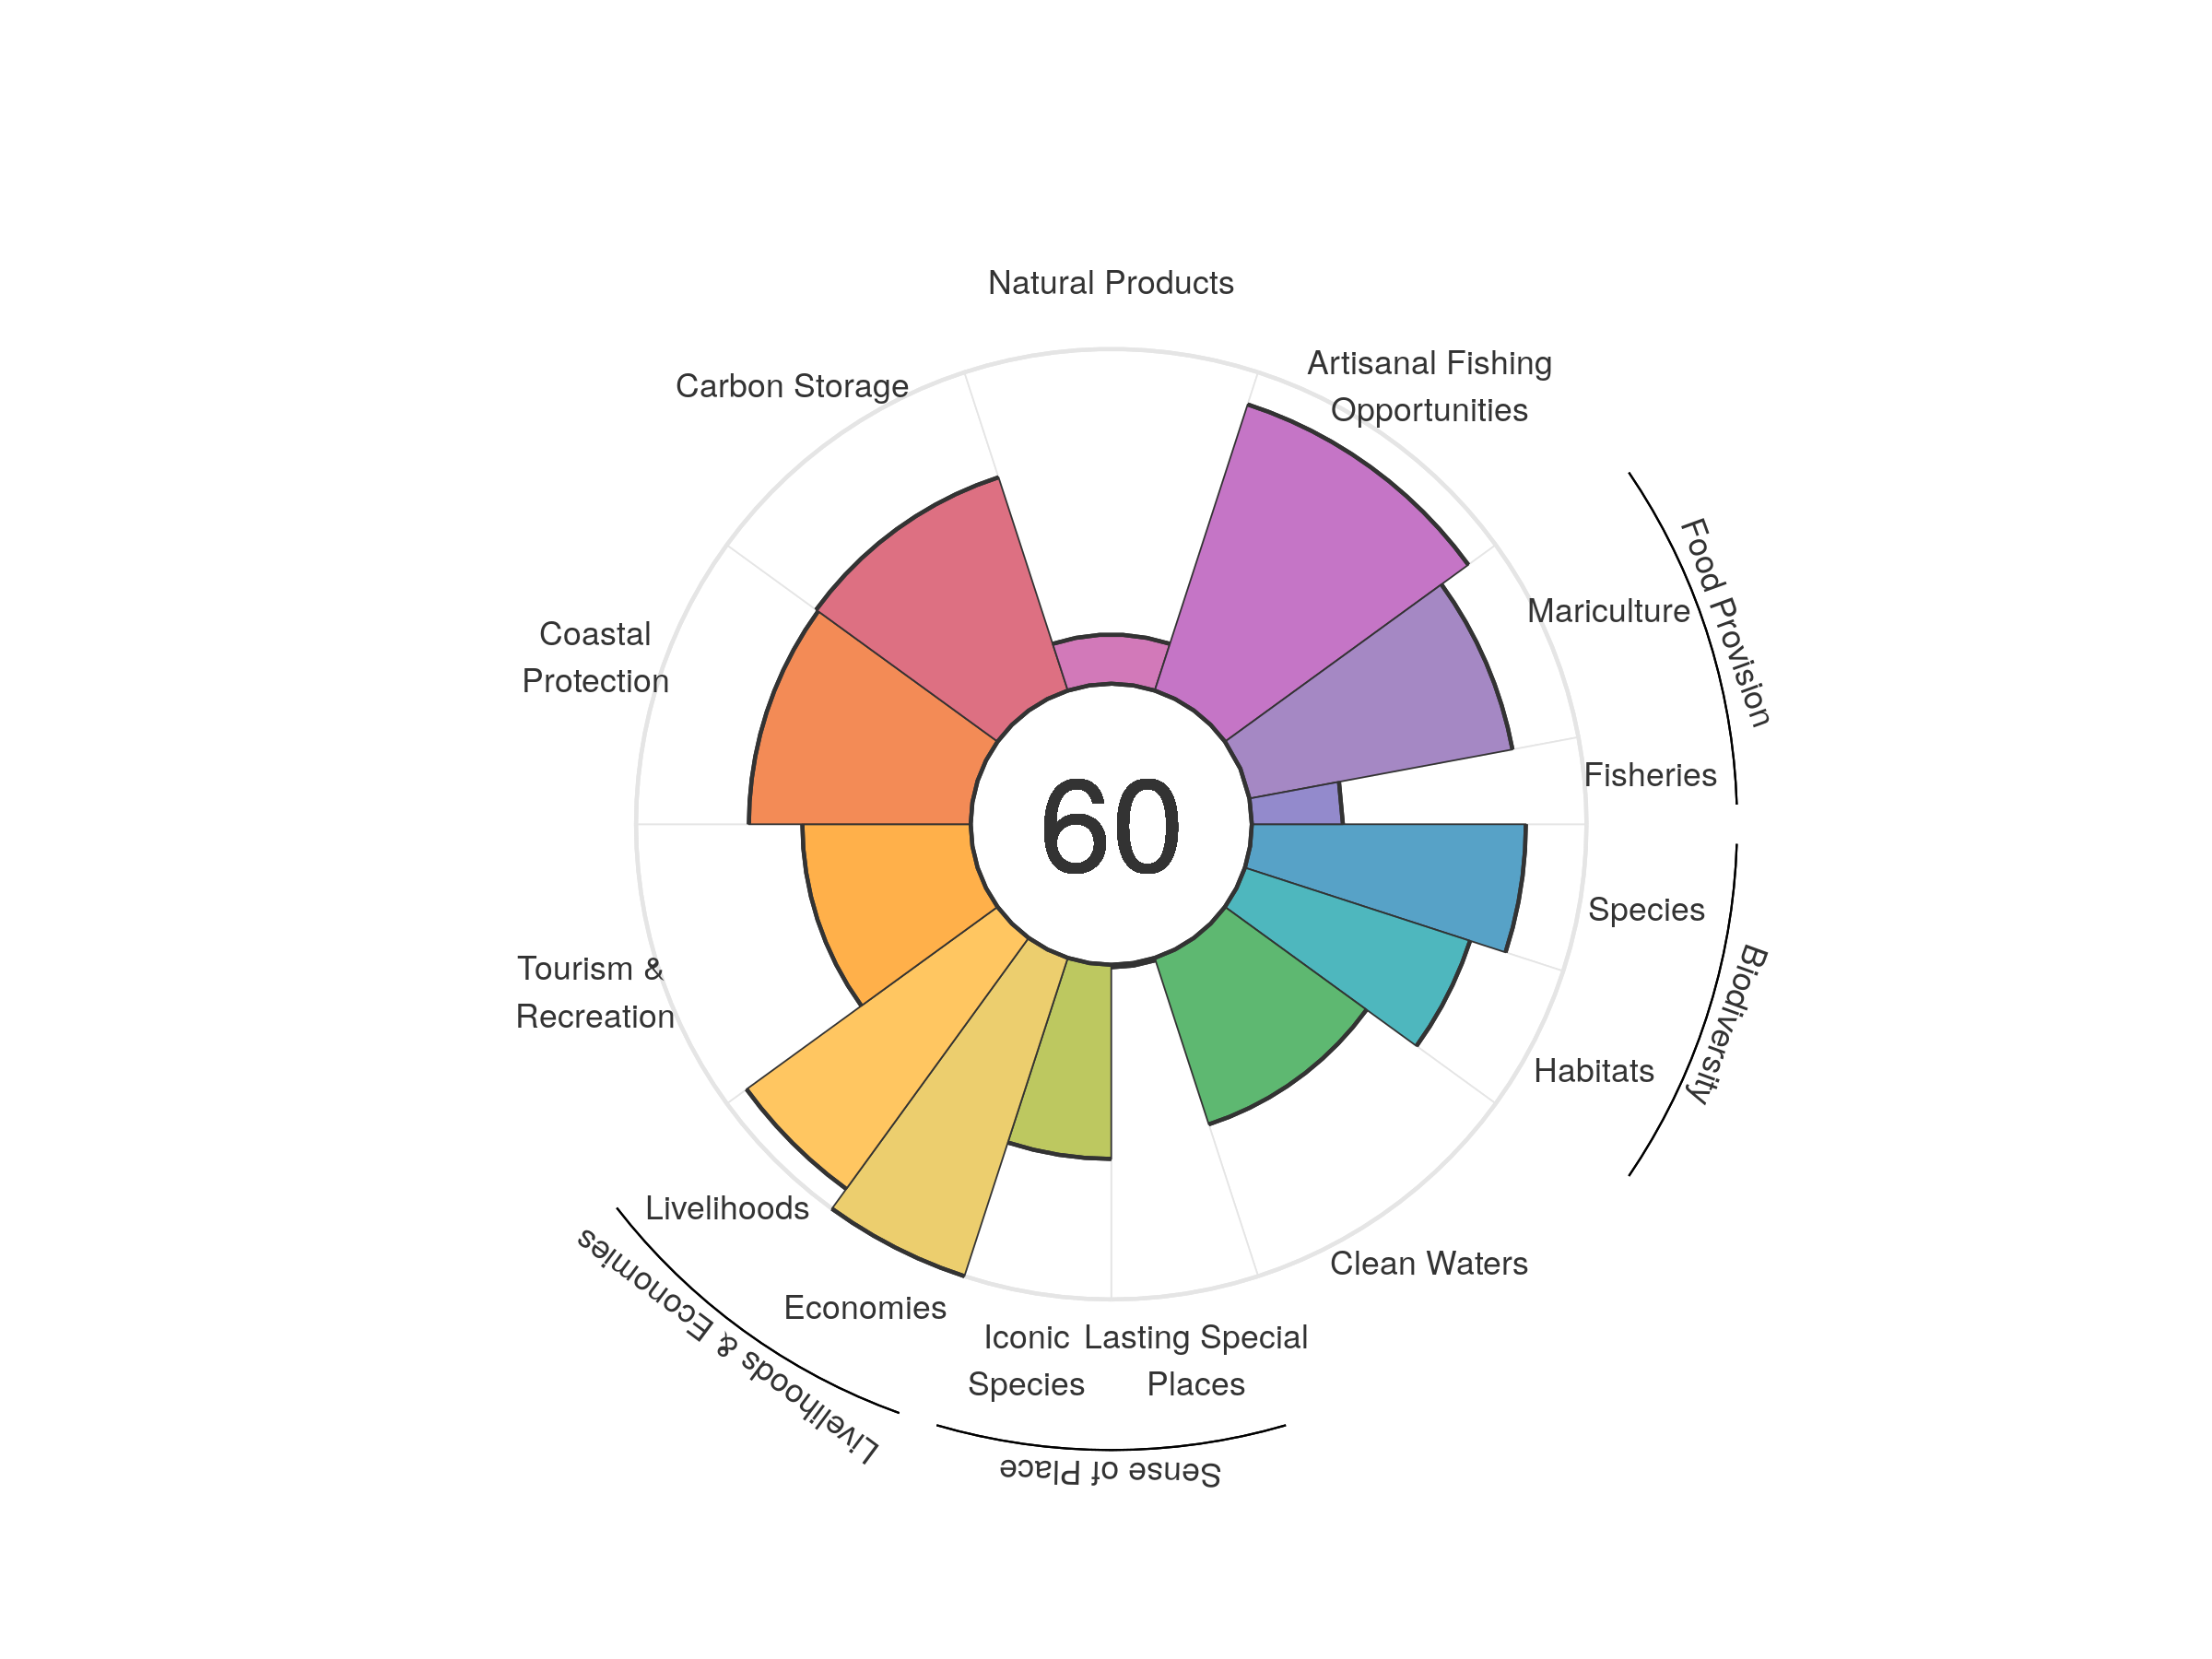 Natural Products
Artisanal Fishing
Opportunities
Carbon Storage
Food Provision
Mariculture
Coastal
Protection
Fisheries
60
Species
Biodiversity
Tourism &
Recreation
Habitats
Livelihoods
Livelihoods & Economies
Clean Waters
Economies
Iconic
Species
Lasting Special
Places
Sense of Place